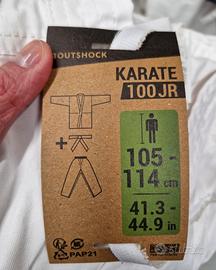 OUTSHOCK
KARATE
100JR
+
105 -
114 cm
41.3 -
44.9 in
PAP21